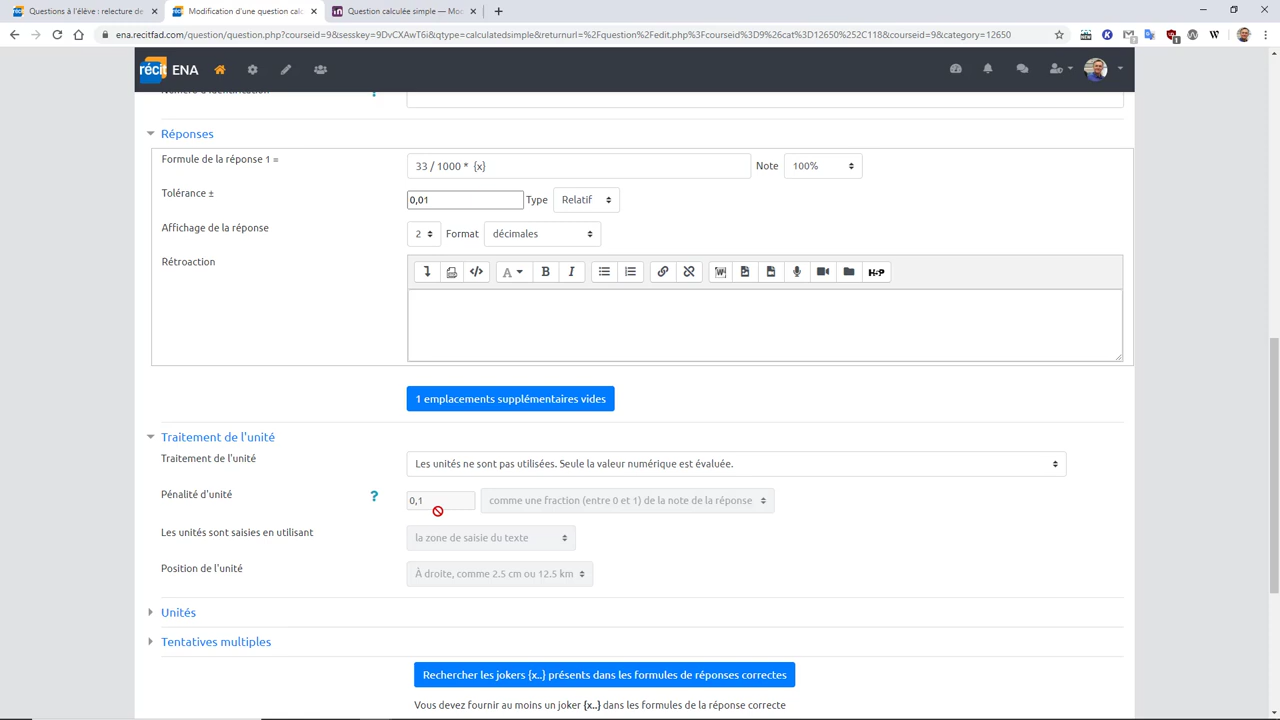 Questions à l'élève : relecture de
Modification d'une question calc
Question calculée simple — Moo
ena.recitfad.com/question/question.php?courseid=9&sesskey=9DvCXAwT6i&qtype=calculatedsimple&returnurl=%2Fquestion%2Fedit.php%3Fcourseid%3D9%26cat%3D12650%2C118&courseid=9&category=12650
récit ENA
Numéro d'identification
Réponses
Formule de la réponse 1 =
33 / 1000 * {x}
Note
100%
Tolérance ±
0,01
Type
Relatif
Affichage de la réponse
2
Format
décimales
Rétroaction
A
B
I
H-P
1 emplacements supplémentaires vides
Traitement de l'unité
Traitement de l'unité
Les unités ne sont pas utilisées. Seule la valeur numérique est évaluée.
Pénalité d'unité
?
0,1
comme une fraction (entre 0 et 1) de la note de la réponse
Les unités sont saisies en utilisant
la zone de saisie du texte
Position de l'unité
À droite, comme 2.5 cm ou 12.5 km
Unités
Tentatives multiples
Rechercher les jokers {x..} présents dans les formules de réponses correctes
Vous devez fournir au moins un joker {x..} dans les formules de la réponse correcte